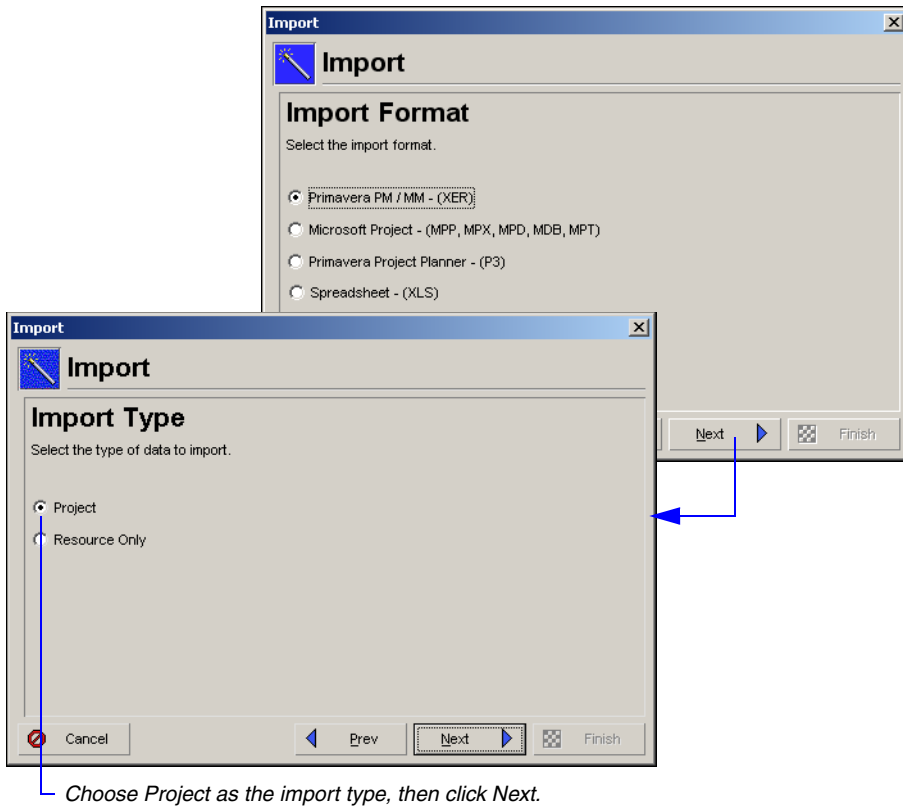 Import
Import
Import Format
Select the import format.
Primavera PM / MM - (XER)
Microsoft Project - (MPP, MPX, MPD, MDB, MPT)
Primavera Project Planner - (P3)
Spreadsheet - (XLS)
Next
Finish
Import
Import
Import Type
Select the type of data to import.
Project
Resource Only
Cancel
Prev
Next
Finish
Choose Project as the import type, then click Next.